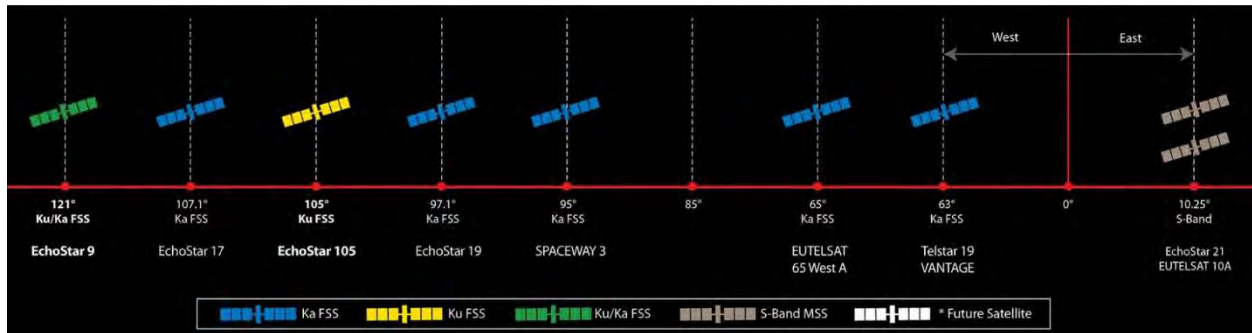 West
East
121°
Ku/Ka FSS
EchoStar 9
107.1°
Ka FSS
EchoStar 17
105°
Ku FSS
EchoStar 105
97.1°
Ka FSS
EchoStar 19
95°
Ka FSS
SPACEWAY 3
85°
65°
Ka FSS
EUTELSAT
65 West A
63°
Ka FSS
Telstar 19
VANTAGE
0°
10.25°
S-Band
EchoStar 21
EUTELSAT 10A
Ka FSS
Ku FSS
Ku/Ka FSS
S-Band MSS
* Future Satellite